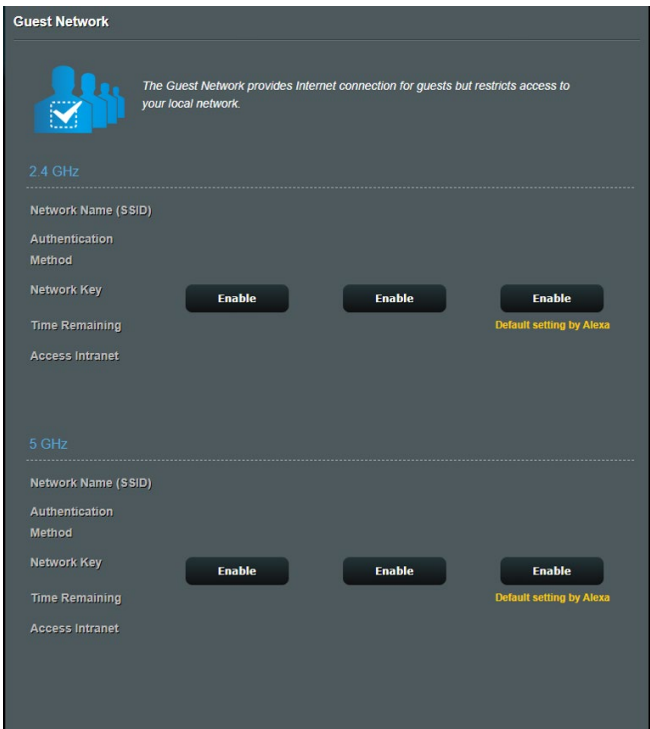 Guest Network
The Guest Network provides Internet connection for guests but restricts access to
your local network.
2.4 GHz
Network Name (SSID)
Authentication
Method
Network Key
Enable Enable Enable
Time Remaining
Default setting by Alexa
Access Intranet
5 GHz
Network Name (SSID)
Authentication
Method
Network Key
Enable Enable Enable
Time Remaining
Default setting by Alexa
Access Intranet